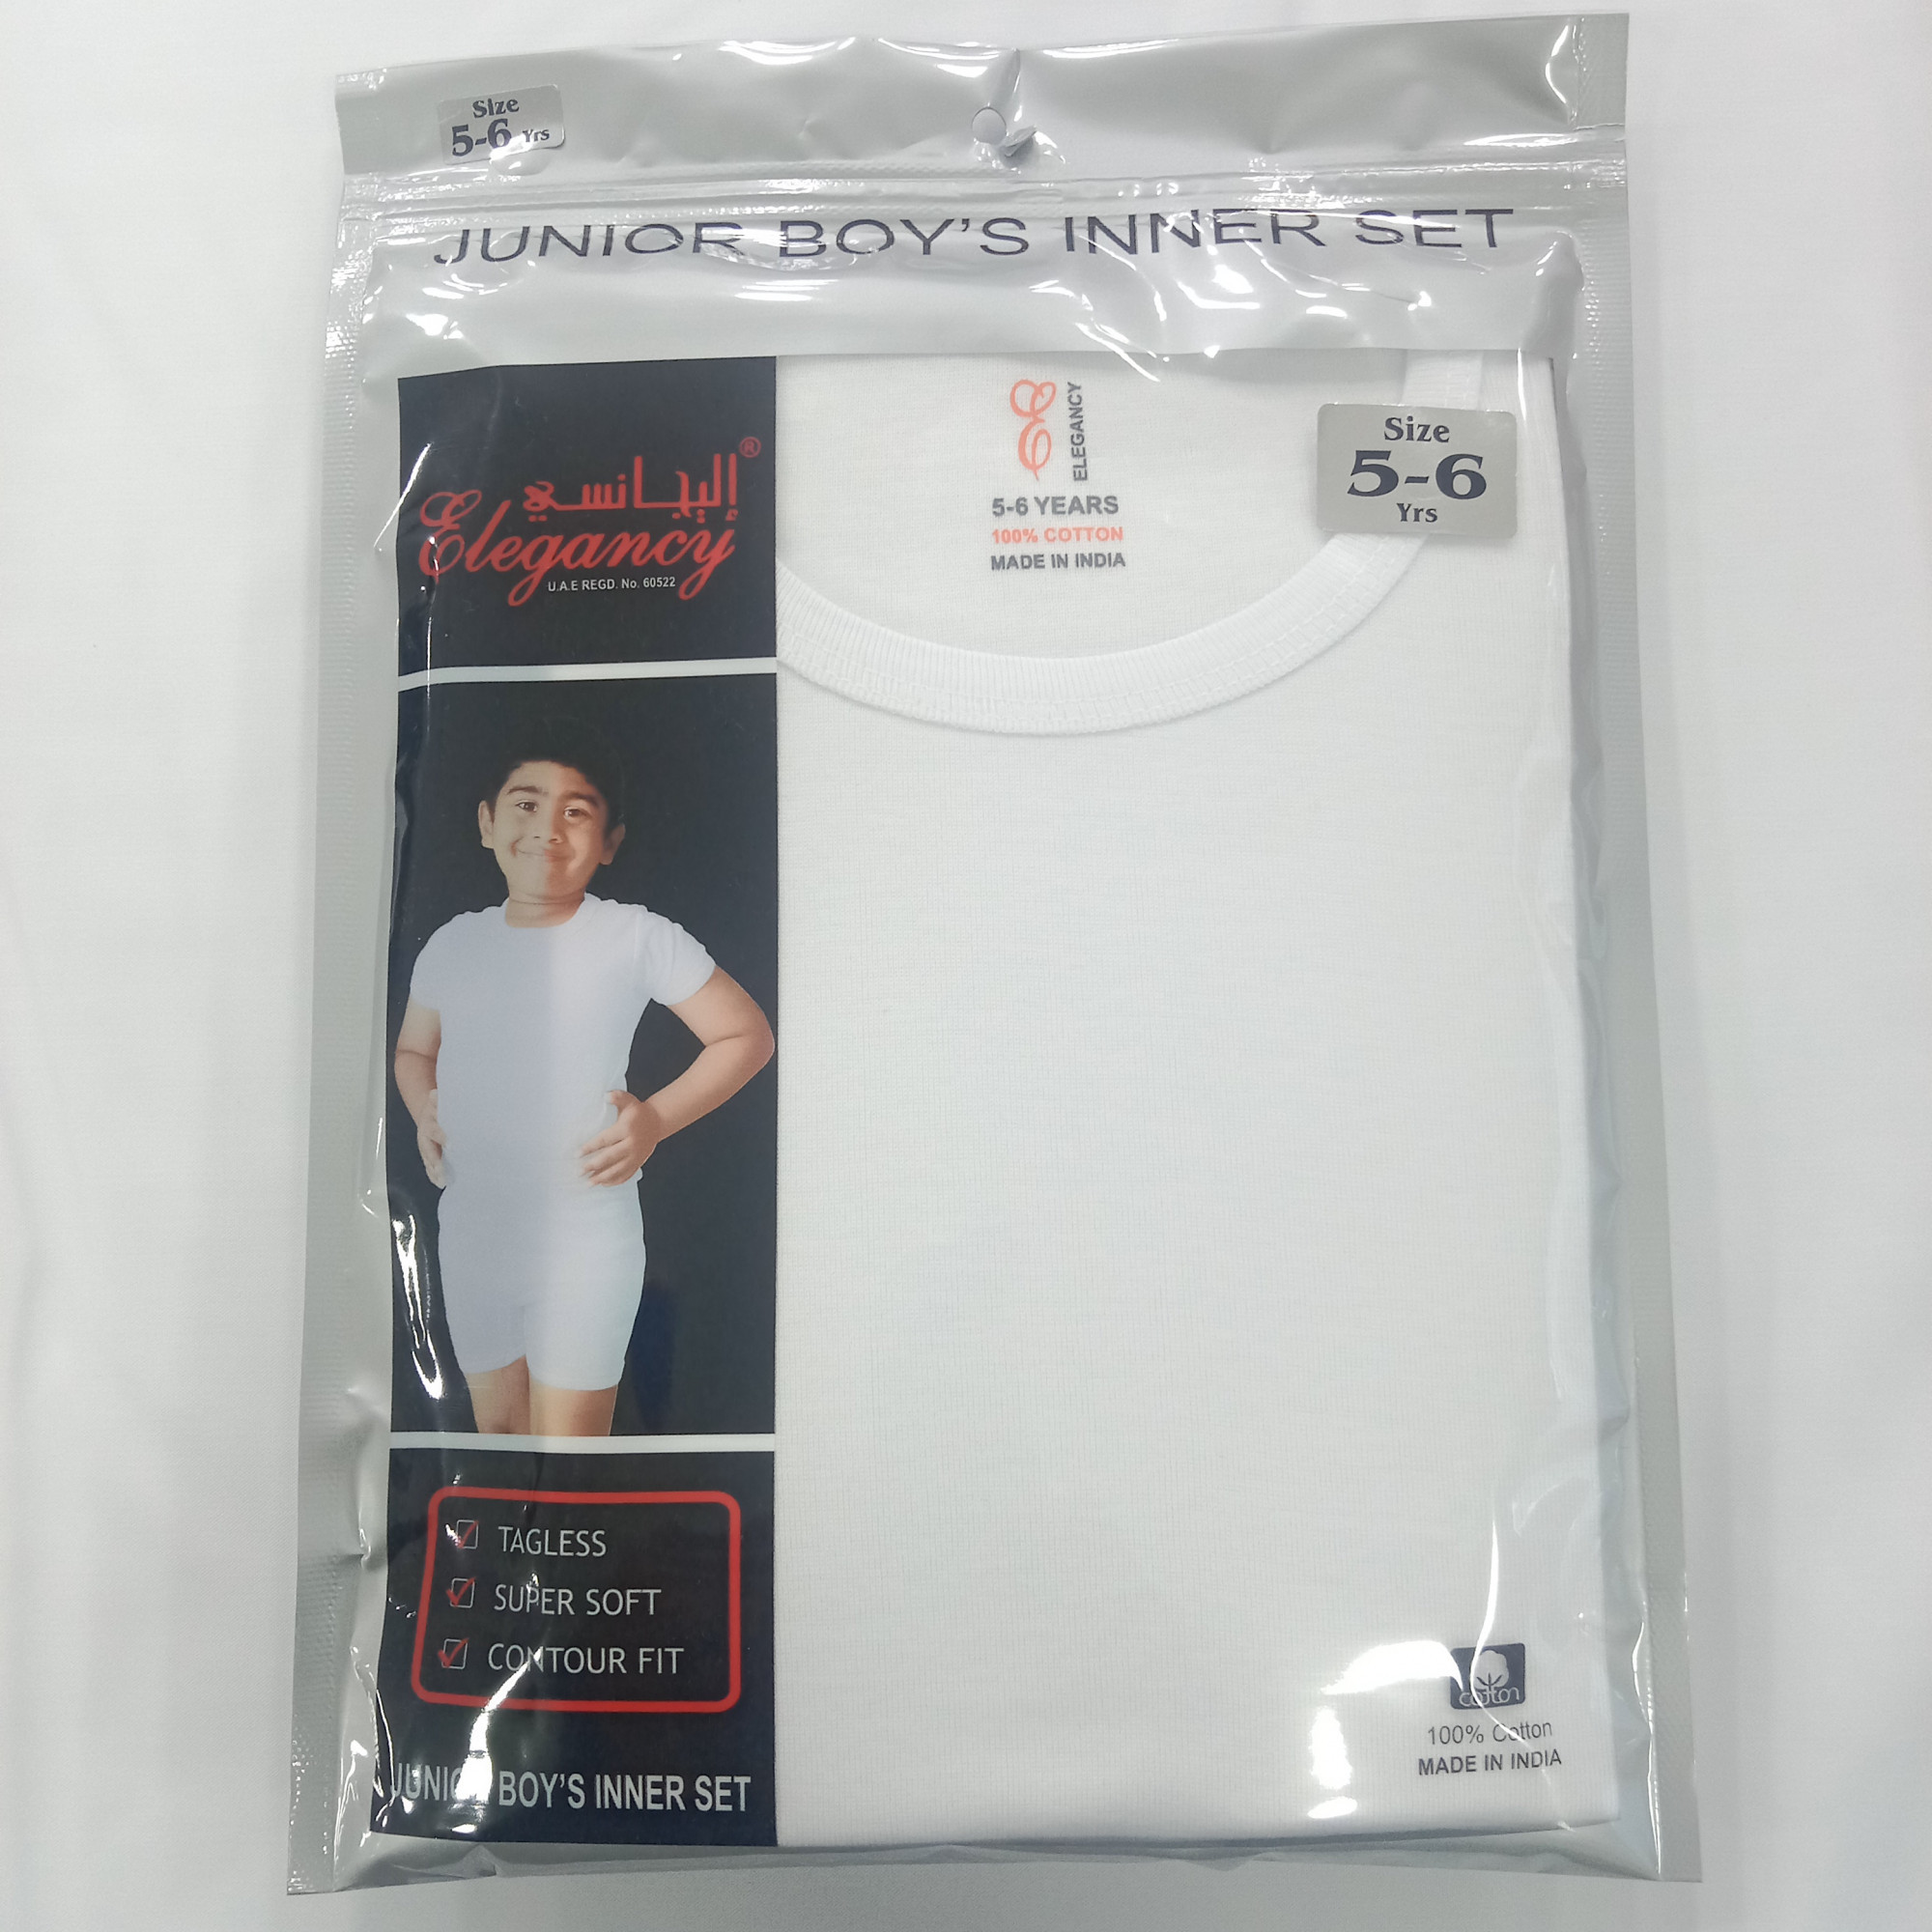 Size
5-6 Yrs
JUNIOR BOY'S INNER SET
إليجانسي®
Elegancy
U.A.E REGD. No. 60522
ELEGANCY
5-6 YEARS
100% COTTON
MADE IN INDIA
Size
5-6
Yrs
TAGLESS
SUPER SOFT
CONTOUR FIT
JUNIOR BOY'S INNER SET
cotton
100% Cotton
MADE IN INDIA